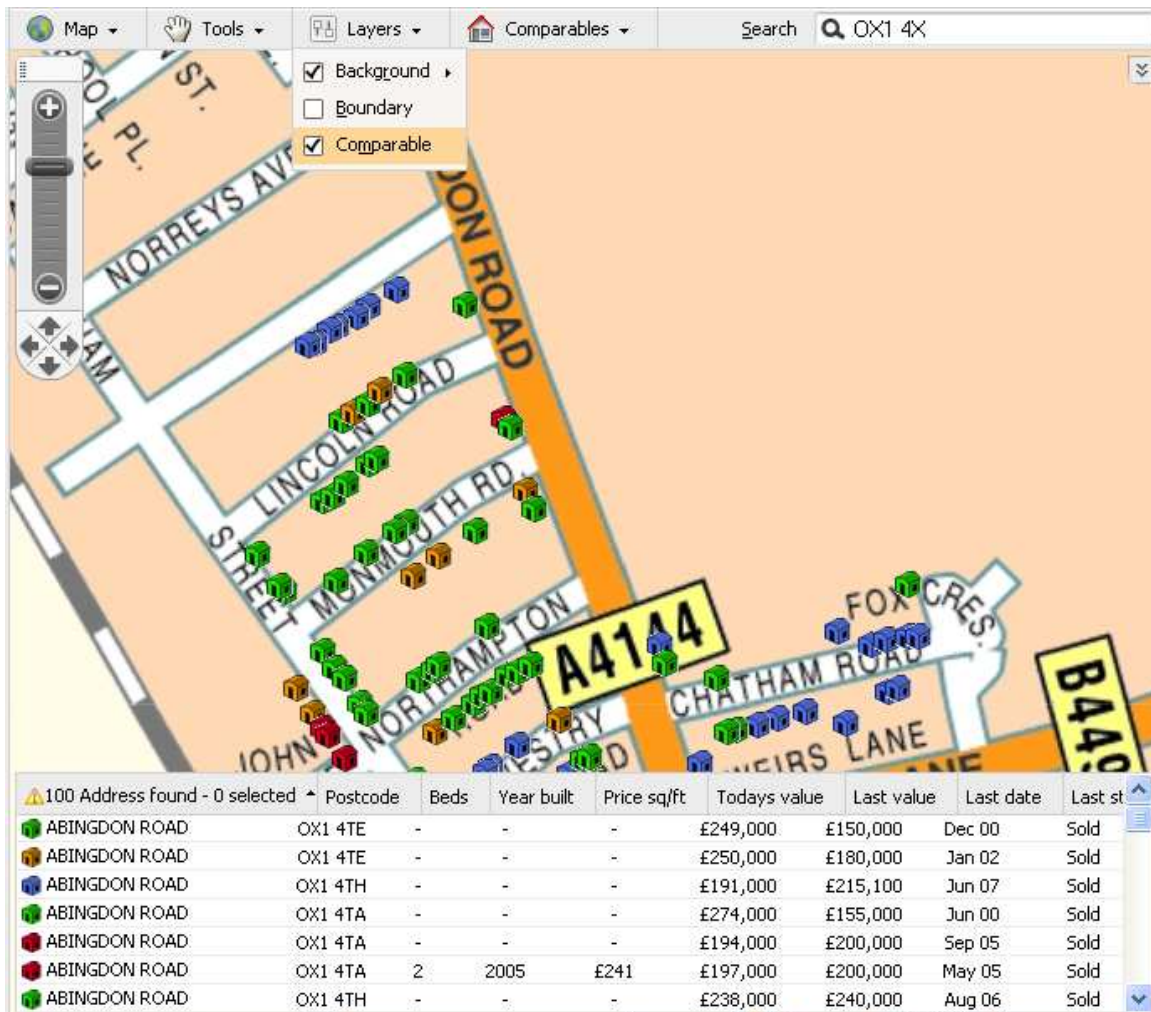 Map Tools Layers Comparables Search OX1 4X
Background
Boundary
Comparable
ST.
PL.
NORREYS AVE
DON ROAD
LINCOLN ROAD
MONMOUTH RD.
STREET
NORTHAMPTON
A4144
FOX CRES.
CHATHAM ROAD
B449
JOHN
WEIRS LANE
100 Address found - 0 selected Postcode Beds Year built Price sq/ft Todays value Last value Last date Last st
ABINGDON ROAD OX1 4TE - - - £249,000 £150,000 Dec 00 Sold
ABINGDON ROAD OX1 4TE - - - £250,000 £180,000 Jan 02 Sold
ABINGDON ROAD OX1 4TH - - - £191,000 £215,100 Jun 07 Sold
ABINGDON ROAD OX1 4TA - - - £274,000 £155,000 Jun 00 Sold
ABINGDON ROAD OX1 4TA - - - £194,000 £200,000 Sep 05 Sold
ABINGDON ROAD OX1 4TA 2 2005 £241 £197,000 £200,000 May 05 Sold
ABINGDON ROAD OX1 4TH - - - £238,000 £240,000 Aug 06 Sold